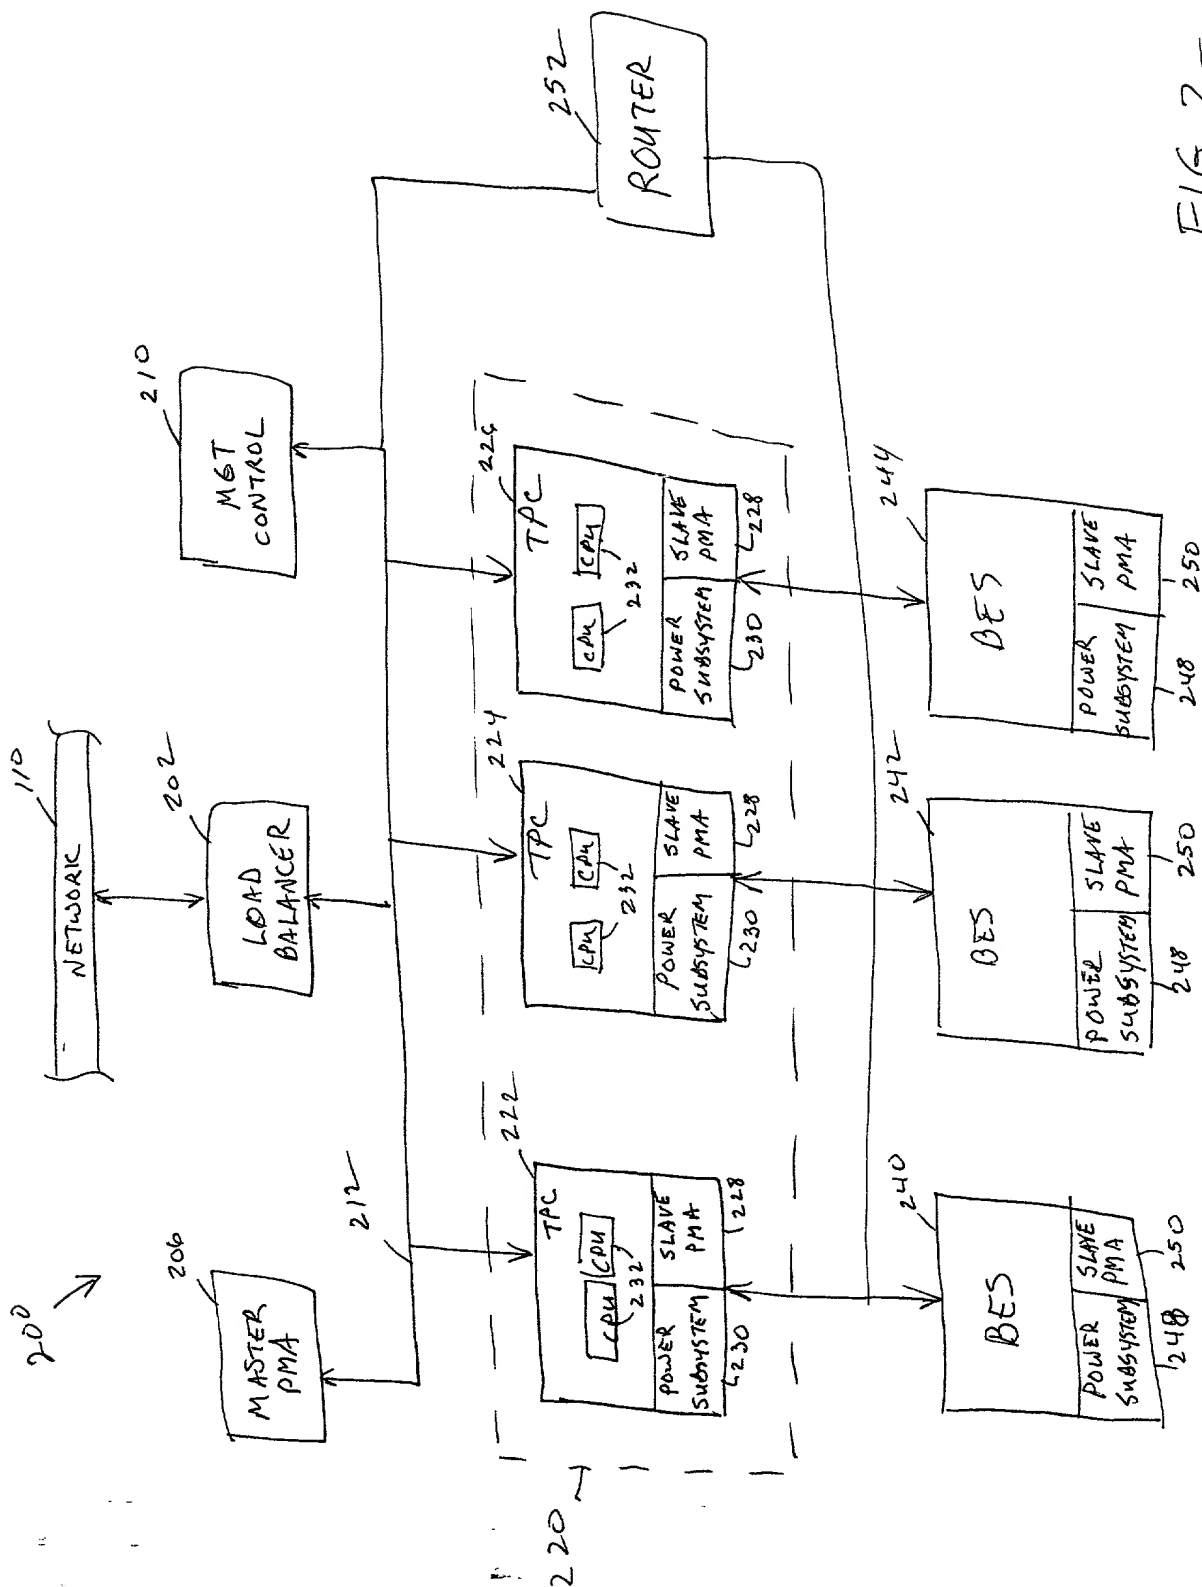 200
NETWORK
110
MASTER
PMA
206
LOAD
BALANCER
202
MGT
CONTROL
210
212
ROUTER
252
220
TPC
222
CPU
CPU
232
POWER
SUBSYSTEM
230
SLAVE
PMA
228
TPC
224
CPU
CPU
232
POWER
SUBSYSTEM
230
SLAVE
PMA
228
TPC
226
CPU
CPU
232
POWER
SUBSYSTEM
230
SLAVE
PMA
228
BES
240
POWER
SUBSYSTEM
248
SLAVE
PMA
250
BES
242
POWER
SUBSYSTEM
248
SLAVE
PMA
250
BES
244
POWER
SUBSYSTEM
248
SLAVE
PMA
250
FIG 2